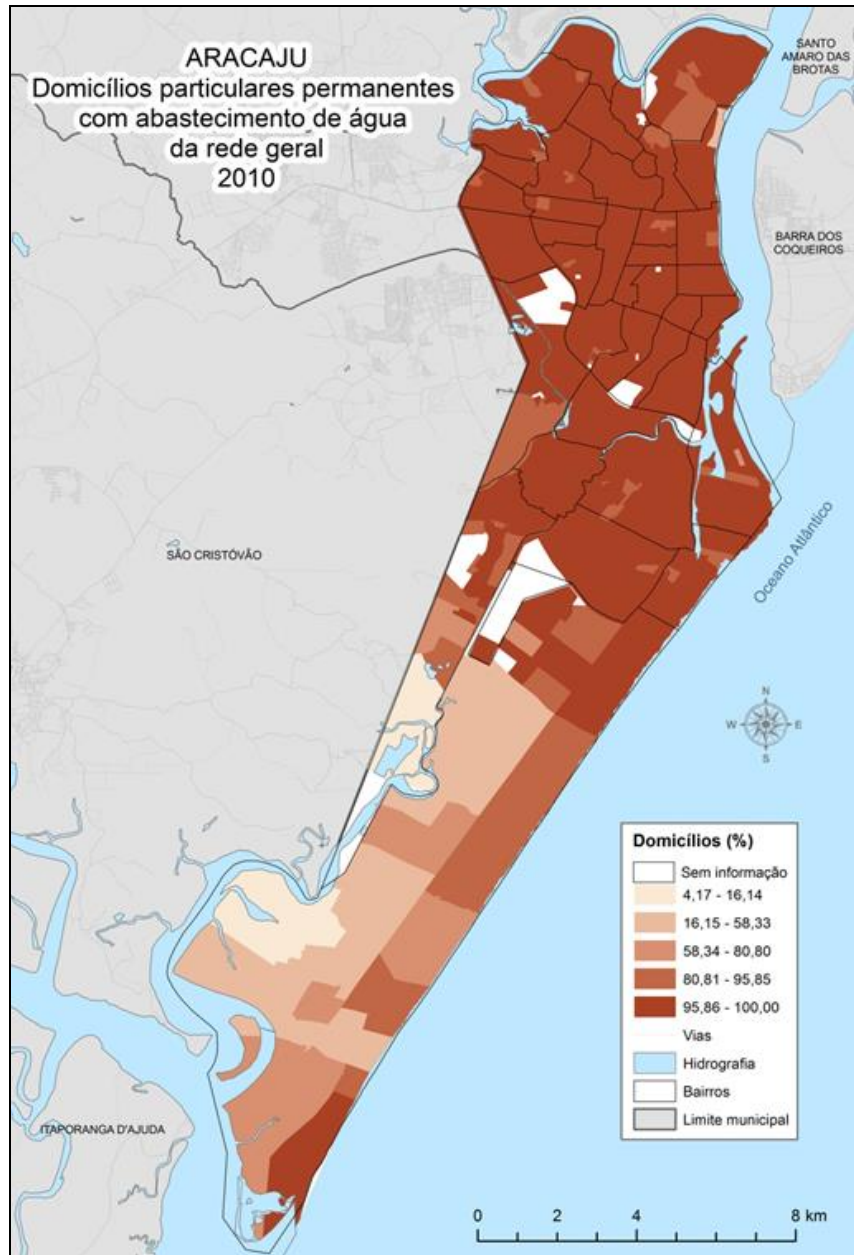 ARACAJU
Domicílios particulares permanentes
com abastecimento de água
da rede geral
2010
SANTO
AMARO DAS
BROTAS
BARRA DOS
COQUEIROS
SÃO CRISTÓVÃO
Oceano Atlântico
N
W
E
S
Domicílios (%)
Sem informação
4,17 - 16,14
16,15 - 58,33
58,34 - 80,80
80,81 - 95,85
95,86 - 100,00
Vias
Hidrografia
Bairros
Limite municipal
ITAPORANGA D'AJUDA
0 2 4 8 km